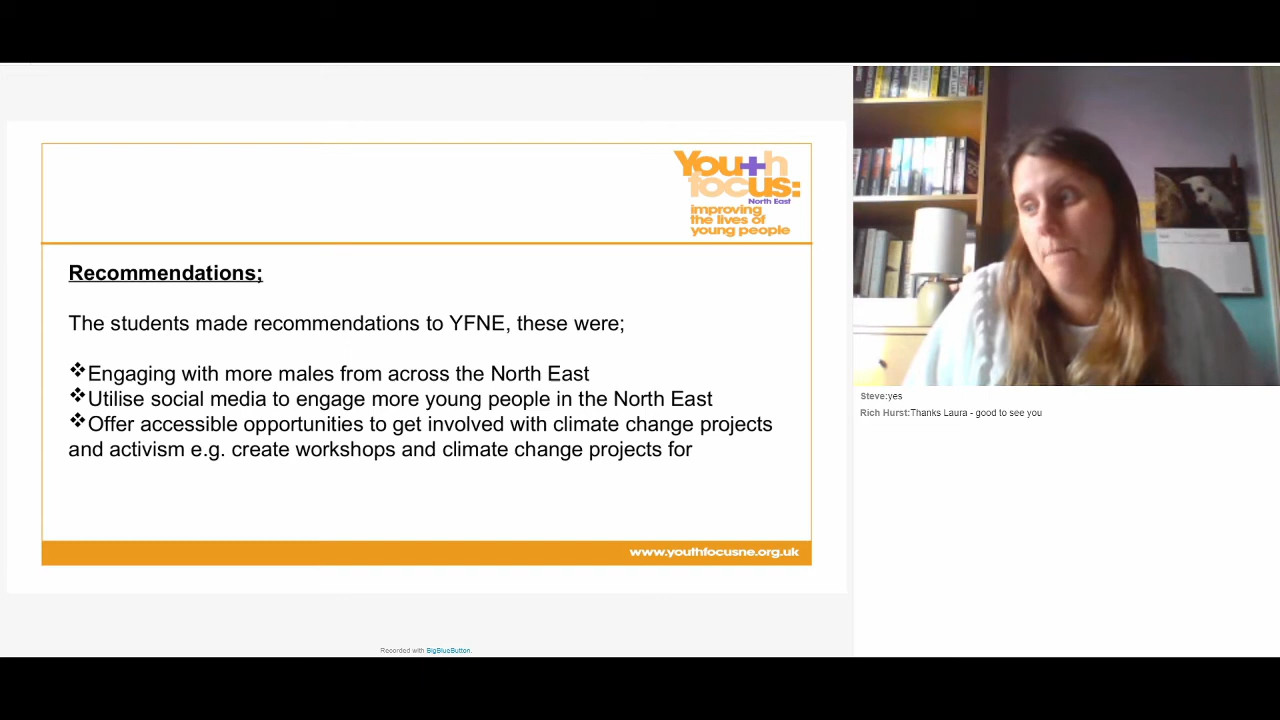 You+h
focus:
North East
improving
the lives of
young people
Recommendations;
The students made recommendations to YFNE, these were;
❖Engaging with more males from across the North East
❖Utilise social media to engage more young people in the North East
❖Offer accessible opportunities to get involved with climate change projects
and activism e.g. create workshops and climate change projects for
www.youthfocusne.org.uk
Steve:yes
Rich Hurst:Thanks Laura - good to see you
Recorded with BigBlueButton.